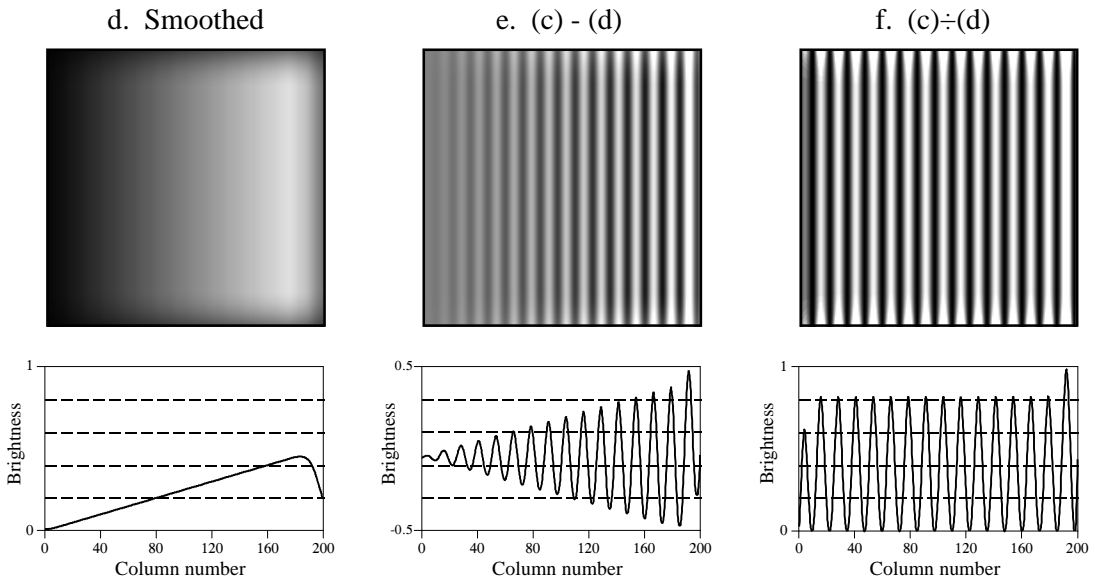 d. Smoothed
e. (c) - (d)
f. (c)÷(d)
1
0
Brightness
0 40 80 120 160 200
Column number
0.5
-0.5
Brightness
0 40 80 120 160 200
Column number
1
0
Brightness
0 40 80 120 160 200
Column number